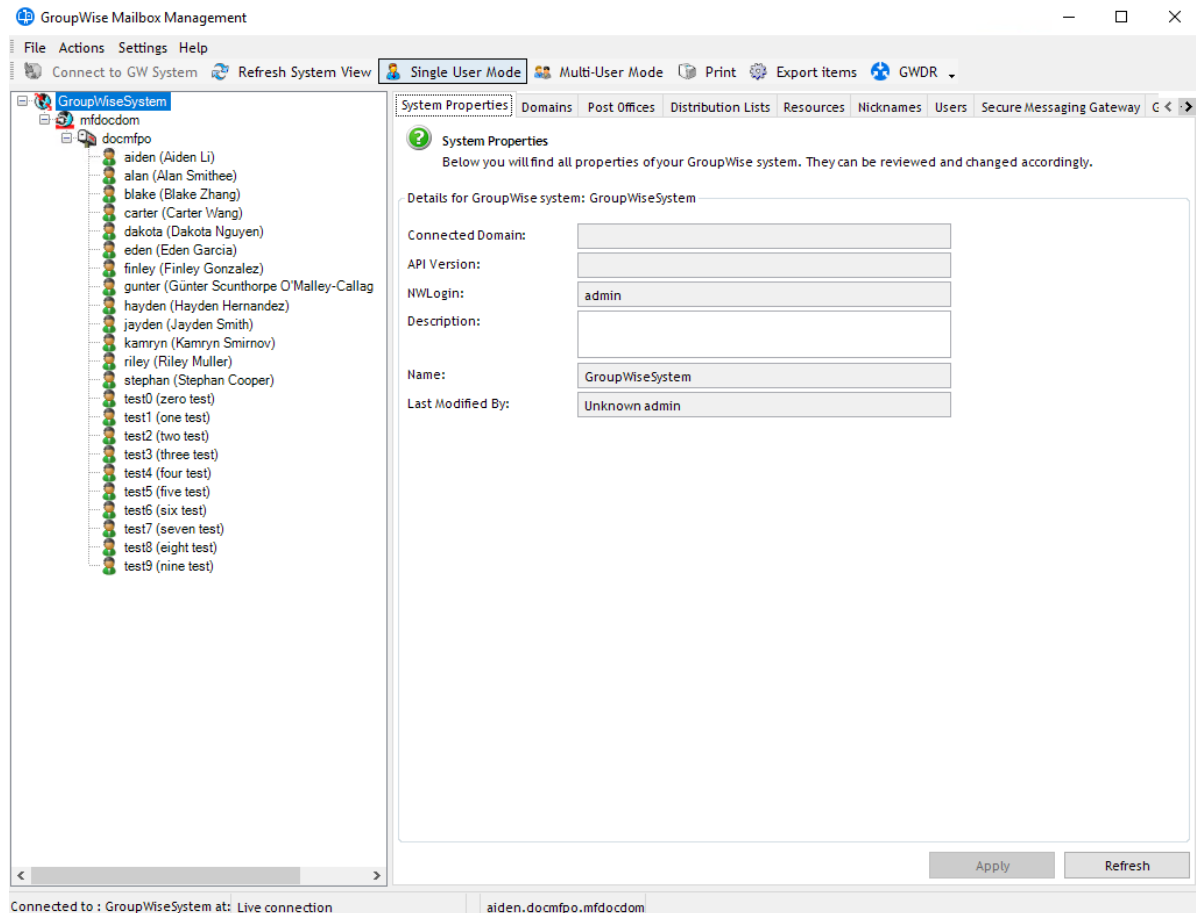 GroupWise Mailbox Management
File Actions Settings Help
Connect to GW System Refresh System View Single User Mode Multi-User Mode Print Export items GWDR
GroupWiseSystem
mfdocdom
docmfpo
aiden (Aiden Li)
alan (Alan Smithee)
blake (Blake Zhang)
carter (Carter Wang)
dakota (Dakota Nguyen)
eden (Eden Garcia)
finley (Finley Gonzalez)
gunter (Günter Scunthorpe O'Malley-Callag
hayden (Hayden Hernandez)
jayden (Jayden Smith)
kamryn (Kamryn Smirnov)
riley (Riley Muller)
stephan (Stephan Cooper)
test0 (zero test)
test1 (one test)
test2 (two test)
test3 (three test)
test4 (four test)
test5 (five test)
test6 (six test)
test7 (seven test)
test8 (eight test)
test9 (nine test)
System Properties Domains Post Offices Distribution Lists Resources Nicknames Users Secure Messaging Gateway
System Properties
Below you will find all properties of your GroupWise system. They can be reviewed and changed accordingly.
Details for GroupWise system: GroupWiseSystem
Connected Domain:
API Version:
NWLogin: admin
Description:
Name: GroupWiseSystem
Last Modified By: Unknown admin
Apply Refresh
Connected to : GroupWiseSystem at: Live connection aiden.docmfpo.mfdocdom